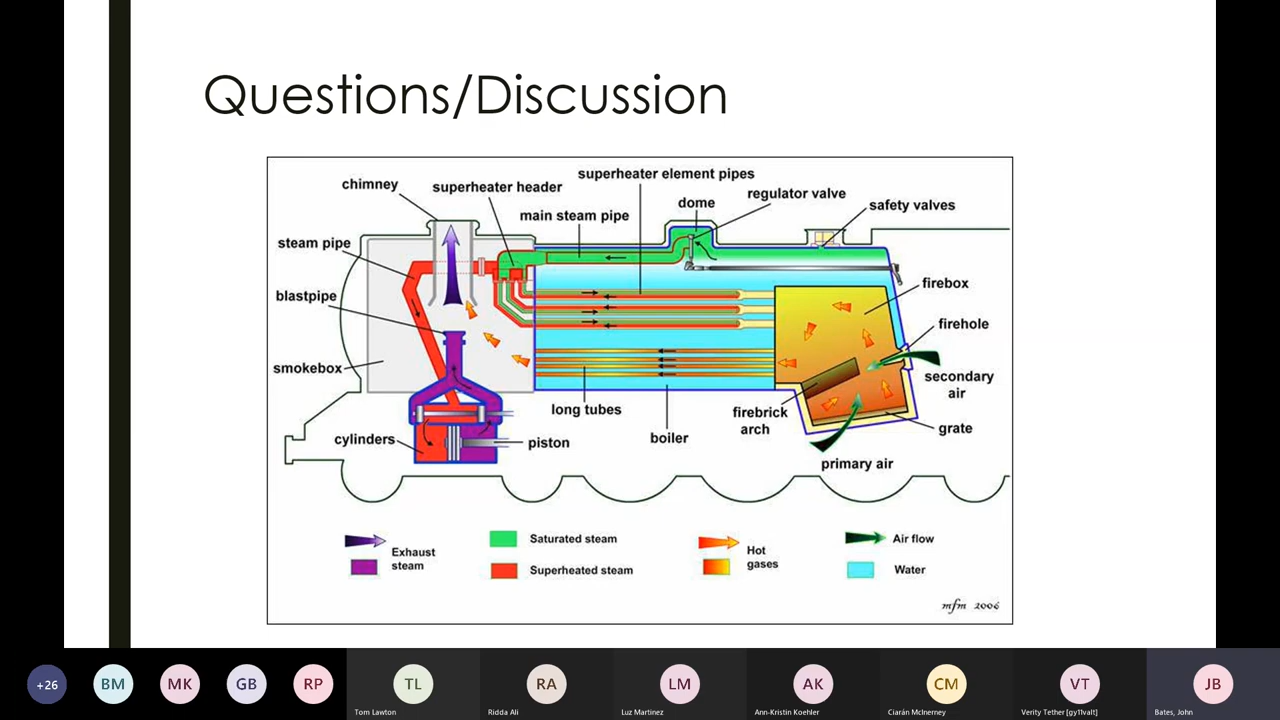 Questions/Discussion
chimney
superheater header
superheater element pipes
main steam pipe
dome
regulator valve
safety valves
steam pipe
blastpipe
smokebox
cylinders
piston
long tubes
boiler
firebrick
arch
primary air
firebox
firehole
secondary
air
grate
Exhaust
steam
Saturated steam
Superheated steam
Hot
gases
Air flow
Water
mfm 2006
+26
BM
MK
GB
RP
TL
Tom Lawton
RA
Ridda Ali
LM
Luz Martinez
AK
Ann-Kristin Koehler
CM
Ciarán McInerney
VT
Verity Tether [gy11valt]
JB
Bates, John